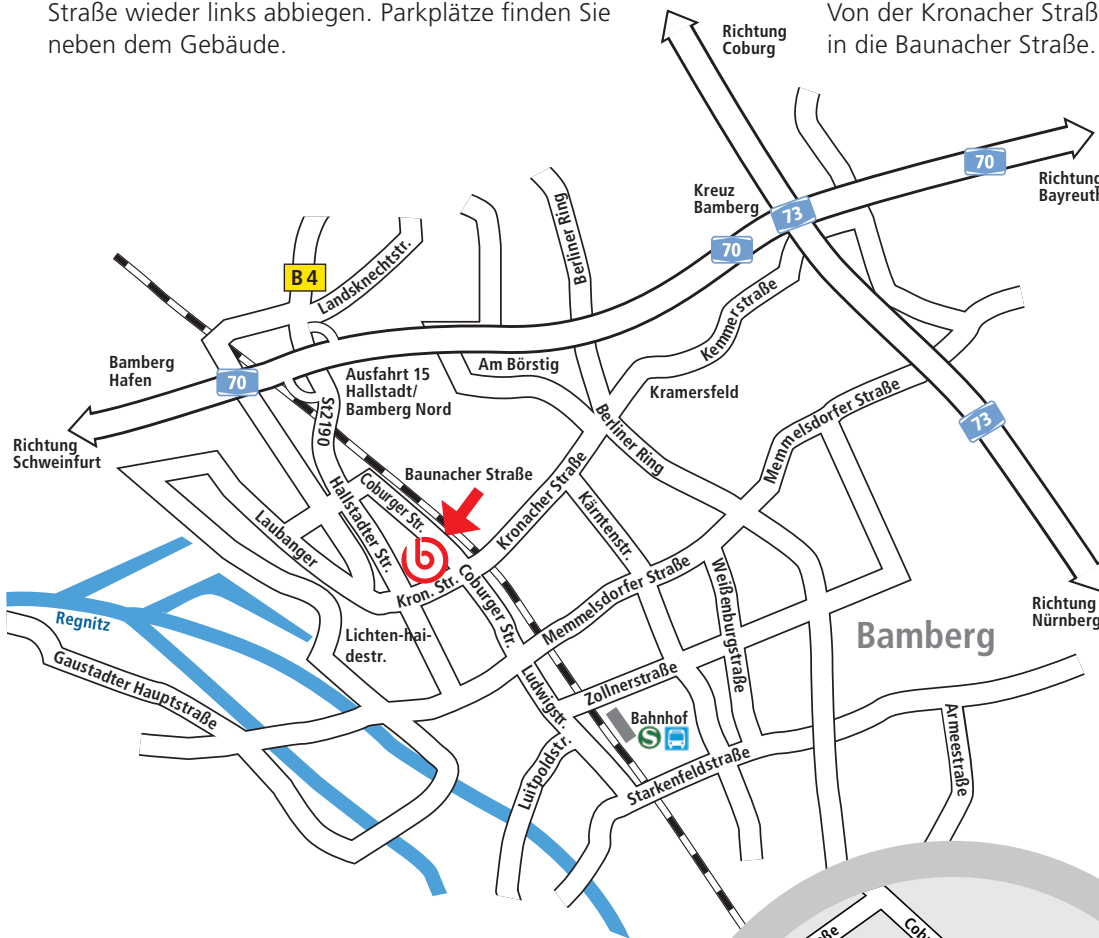 Straße wieder links abbiegen. Parkplätze finden Sie
neben dem Gebäude.
Von der Kronacher Straß
in die Baunacher Straße.
Richtung
Coburg
70
Richtung
Bayreuth
Kreuz
Bamberg
73
70
Berliner Ring
B 4
Landsknechtstr.
Kemmerstraße
Bamberg
Hafen
70
Ausfahrt 15
Hallstadt/
Bamberg Nord
Am Börstig
Kramersfeld
St2190
Memmelsdorfer Straße
73
Richtung
Schweinfurt
Berliner Ring
Baunacher Straße
Coburger Str.
Kronacher Straße
Hallstadter Str.
Kärntenstr.
Laubanger
b
Kron. Str.
Coburger Str.
Memmelsdorfer Straße
Weißenburgstraße
Richtung
Nürnberg
Regnitz
Lichten-hai-
destr.
Bamberg
Gaustadter Hauptstraße
Ludwigstr.
Zollnerstraße
Bahnhof
S
Armeestraße
Luitpoldstr.
Starkenfeldstraße
ße
Cobu